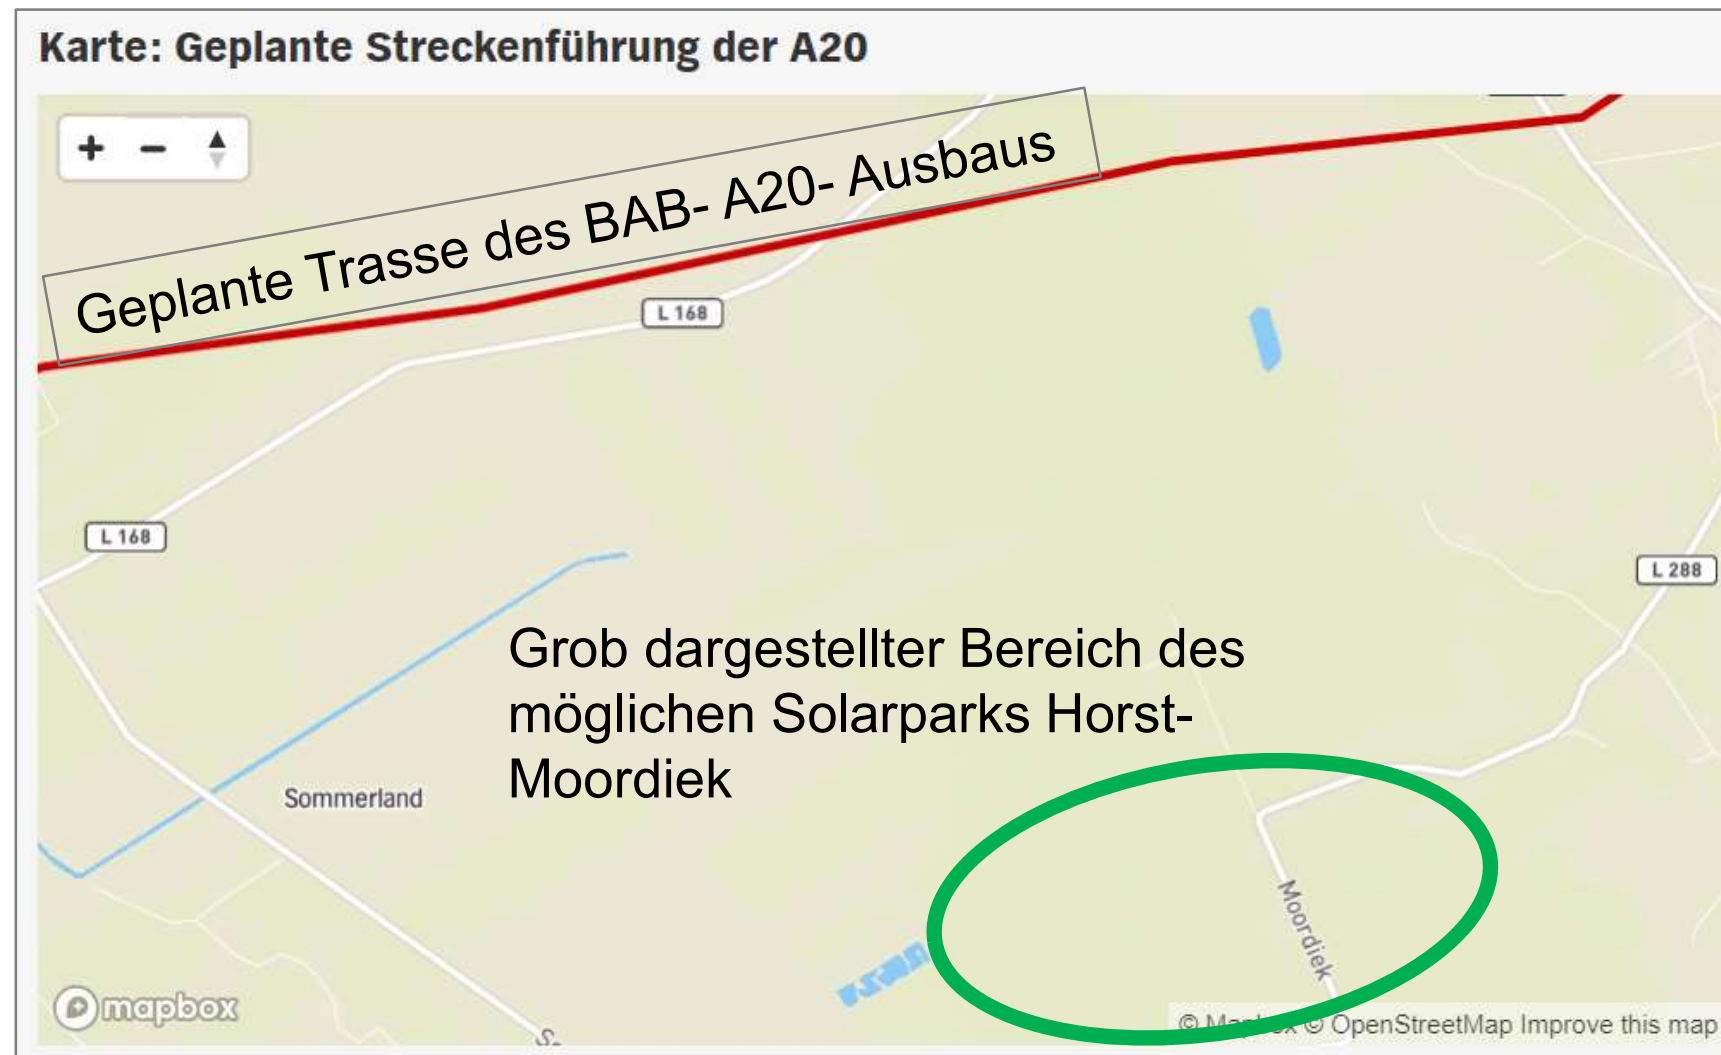 Karte: Geplante Streckenführung der A20
+ −
Geplante Trasse des BAB- A20- Ausbaus
L 168
L 168
L 288
Grob dargestellter Bereich des
möglichen Solarparks Horst-
Moordiek
Sommerland
Moordiek
mapbox
© Mapbox © OpenStreetMap Improve this map